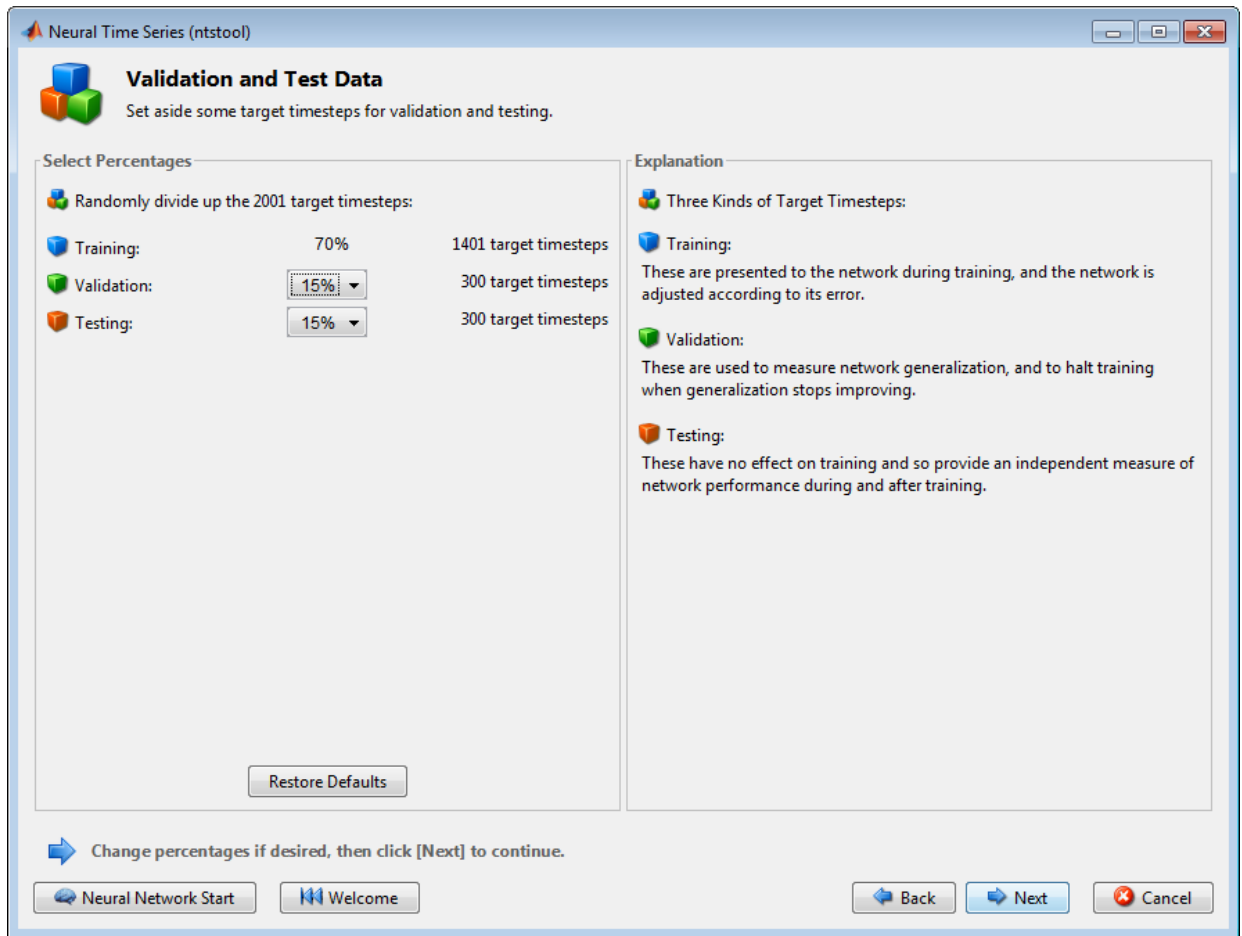 Neural Time Series (ntstool)
Validation and Test Data
Set aside some target timesteps for validation and testing.
Select Percentages
Randomly divide up the 2001 target timesteps:
Training: 70% 1401 target timesteps
Validation: 15% 300 target timesteps
Testing: 15% 300 target timesteps
Restore Defaults
Explanation
Three Kinds of Target Timesteps:
Training:
These are presented to the network during training, and the network is
adjusted according to its error.
Validation:
These are used to measure network generalization, and to halt training
when generalization stops improving.
Testing:
These have no effect on training and so provide an independent measure of
network performance during and after training.
Change percentages if desired, then click [Next] to continue.
Neural Network Start Welcome Back Next Cancel